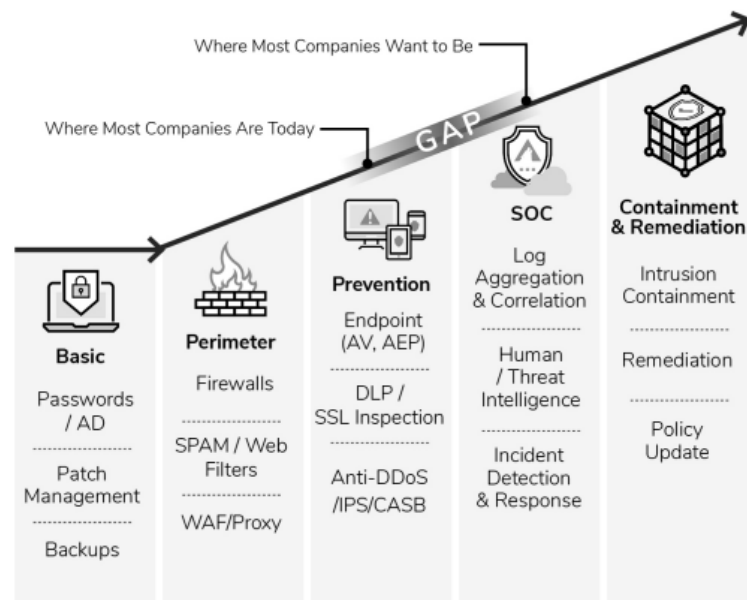 Where Most Companies Want to Be
Where Most Companies Are Today
GAP
Basic
Passwords
/ AD
Patch
Management
Backups
Perimeter
Firewalls
SPAM / Web
Filters
WAF/Proxy
Prevention
Endpoint
(AV, AEP)
DLP /
SSL Inspection
Anti-DDoS
/IPS/CASB
SOC
Log
Aggregation
& Correlation
Human
/ Threat
Intelligence
Incident
Detection
& Response
Containment
& Remediation
Intrusion
Containment
Remediation
Policy
Update